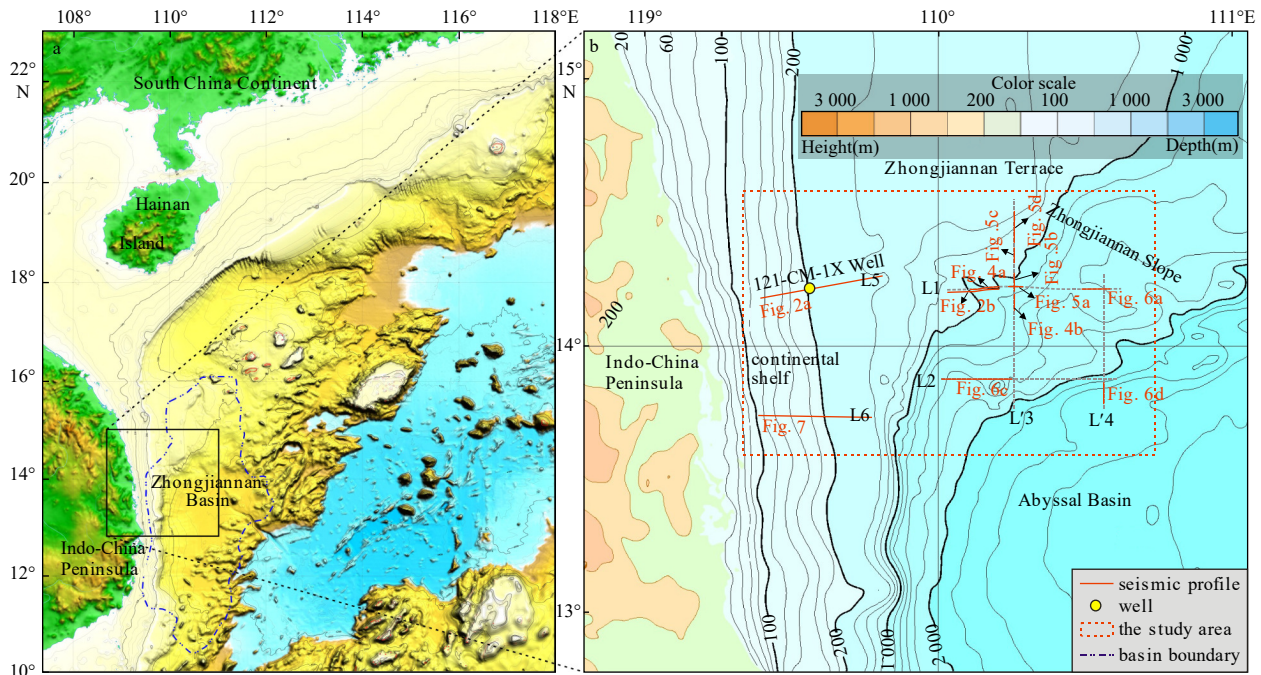 108°
110°
112°
114°
116°
118°E
a
22°
N
20°
18°
16°
14°
12°
10°
South China Continent
Hainan
Island
Zhongjiannan
Basin
Indo-China
Peninsula
119°
110°
111°E
b
15°
N
14°
13°
20
60
100
200
1 000
Color scale
3 000 1 000 200 100 1 000 3 000
Height(m) Depth(m)
Zhongjiannan Terrace
Zhongjiannan Slope
Fig. 5c
Fig. 5d
Fig. 5b
121-CM-1X Well
L5
Fig. 2a
L1
Fig. 4a
Fig. 2b
Fig. 5a
Fig. 6a
Fig. 4b
200
Indo-China
Peninsula
continental
shelf
L2
Fig. 6c
Fig. 6d
L6
Fig. 7
L'3
L'4
Abyssal Basin
100
200
1 000
2 000
seismic profile
well
the study area
basin boundary